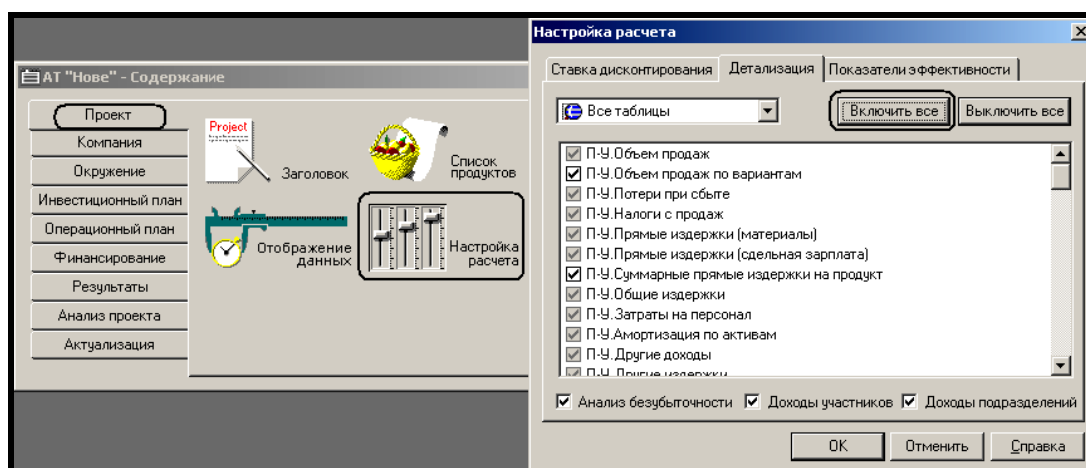 АТ "Нове" - Содержание
Проект
Компания
Окружение
Инвестиционный план
Операционный план
Финансирование
Результаты
Анализ проекта
Актуализация
Project
Заголовок
Список
продуктов
Отображение
данных
Настройка
расчета
Настройка расчета
Ставка дисконтирования
Детализация
Показатели эффективности
Все таблицы
Включить все
Выключить все
П-У.Объем продаж
П-У.Объем продаж по вариантам
П-У.Потери при сбыте
П-У.Налоги с продаж
П-У.Прямые издержки (материалы)
П-У.Прямые издержки (сдельная зарплата)
П-У.Суммарные прямые издержки на продукт
П-У.Общие издержки
П-У.Затраты на персонал
П-У.Амортизация по активам
П-У.Другие доходы
П-У.Другие издержки
Анализ безубыточности
Доходы участников
Доходы подразделений
OK
Отменить
Справка